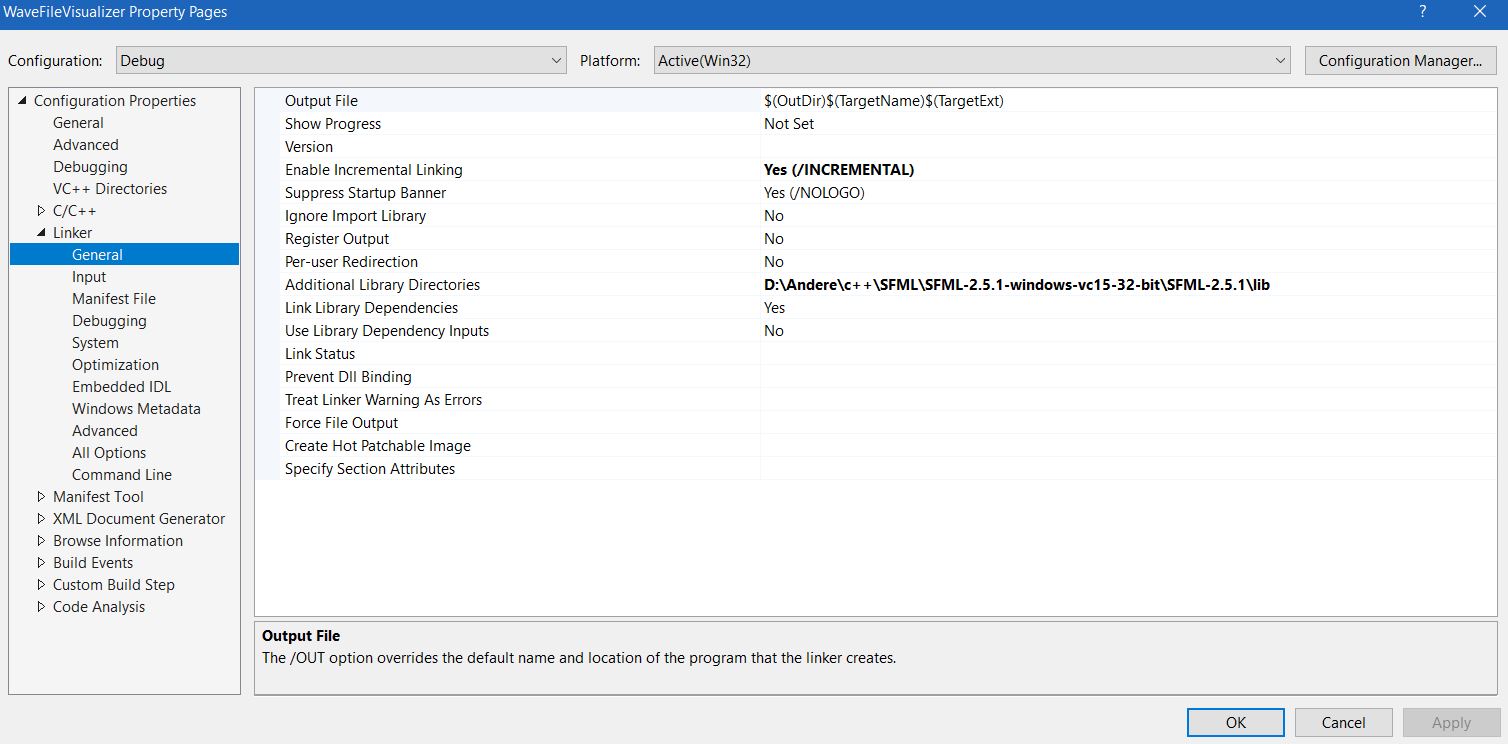 WaveFileVisualizer Property Pages
?
Configuration: Debug Platform: Active(Win32) Configuration Manager...
Configuration Properties
General
Advanced
Debugging
VC++ Directories
C/C++
Linker
General
Input
Manifest File
Debugging
System
Optimization
Embedded IDL
Windows Metadata
Advanced
All Options
Command Line
Manifest Tool
XML Document Generator
Browse Information
Build Events
Custom Build Step
Code Analysis
Output File $(OutDir)$(TargetName)$(TargetExt)
Show Progress Not Set
Version
Enable Incremental Linking Yes (/INCREMENTAL)
Suppress Startup Banner Yes (/NOLOGO)
Ignore Import Library No
Register Output No
Per-user Redirection No
Additional Library Directories D:\Andere\c++\SFML\SFML-2.5.1-windows-vc15-32-bit\SFML-2.5.1\lib
Link Library Dependencies Yes
Use Library Dependency Inputs No
Link Status
Prevent Dll Binding
Treat Linker Warning As Errors
Force File Output
Create Hot Patchable Image
Specify Section Attributes
Output File
The /OUT option overrides the default name and location of the program that the linker creates.
OK Cancel Apply